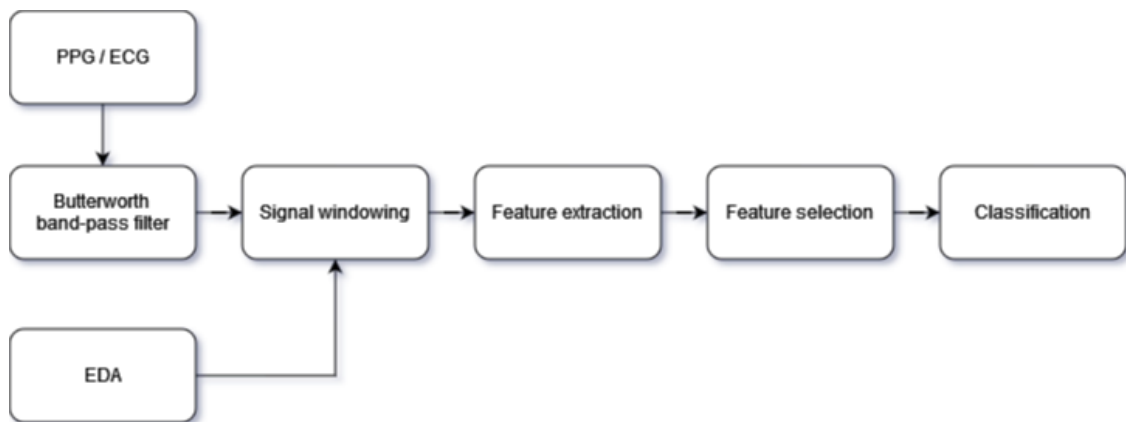 PPG / ECG
Butterworth
band-pass filter
Signal windowing
Feature extraction
Feature selection
Classification
EDA